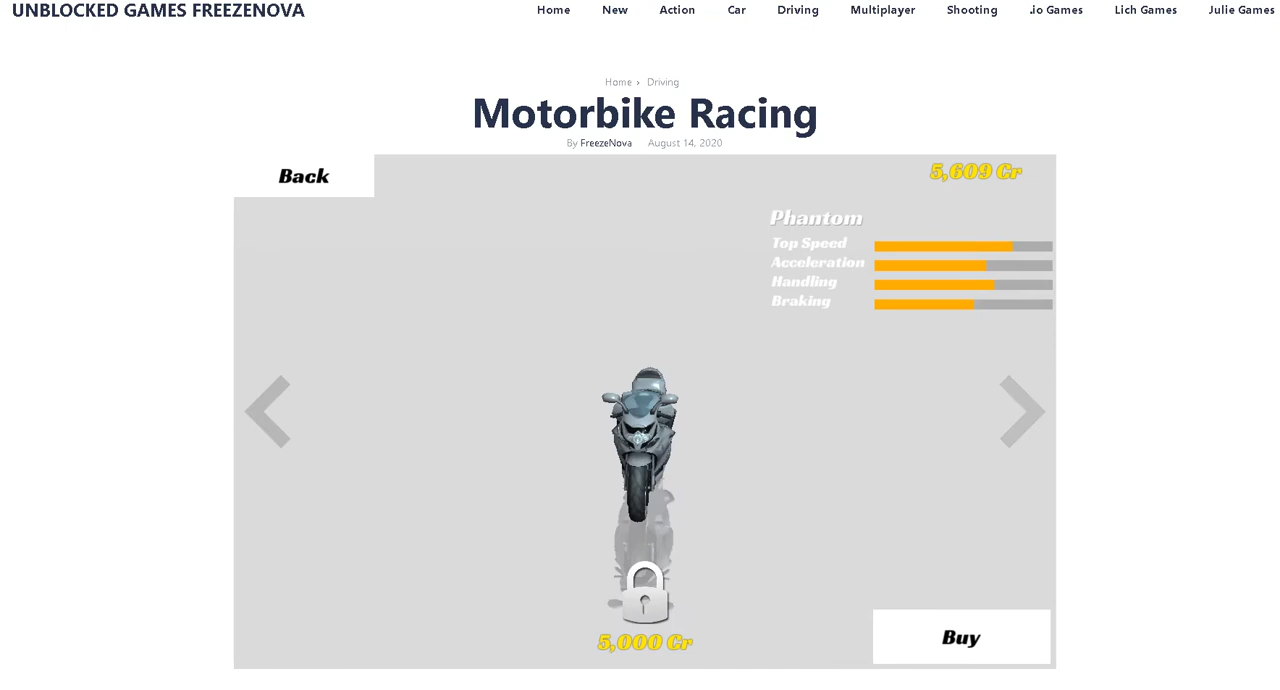 UNBLOCKED GAMES FREEZENOVA
Home New Action Car Driving Multiplayer Shooting .io Games Lich Games Julie Games
Home › Driving
Motorbike Racing
By FreezeNova August 14, 2020
Back
5,609 Cr
Phantom
Top Speed
Acceleration
Handling
Braking
5,000 Cr
Buy